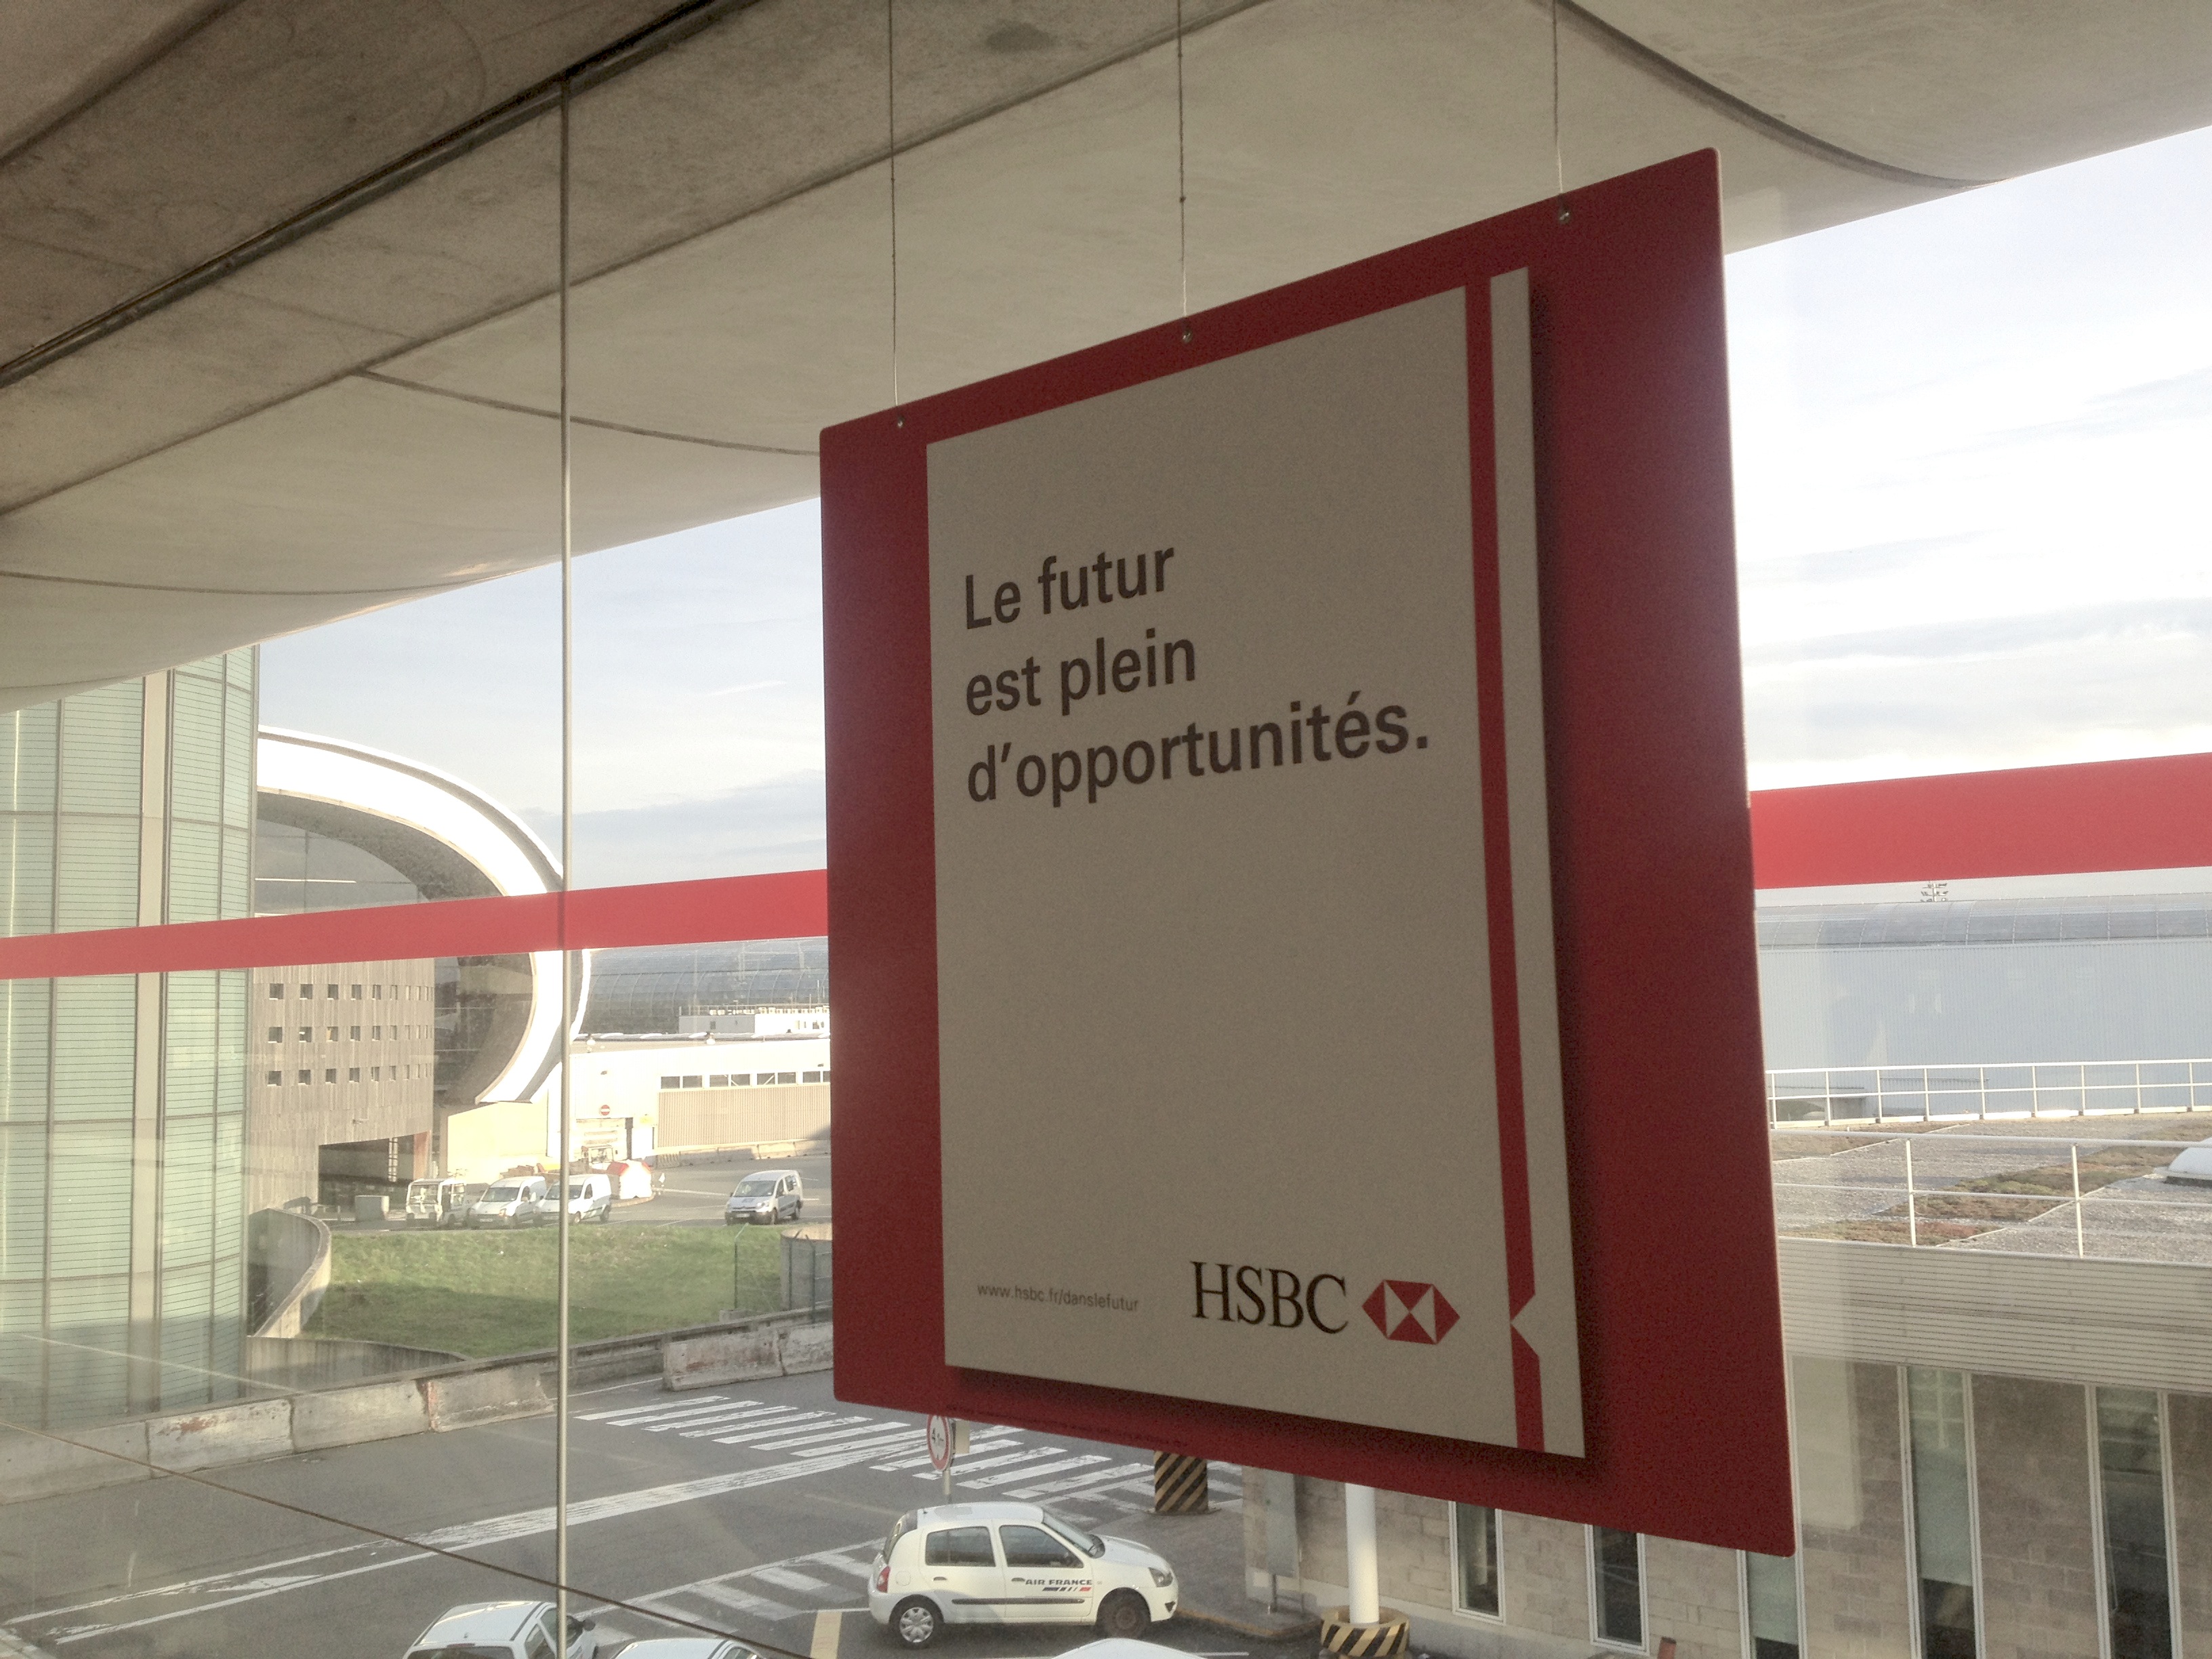 Le futur
est plein
d'opportunités.
www.hsbc.fr/danslefutur
HSBC
AIR FRANCE